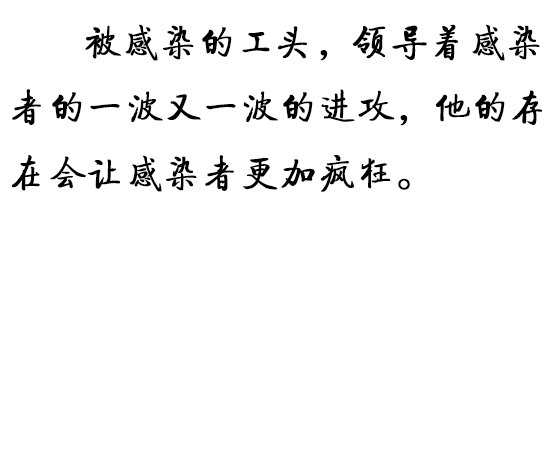 被感染的工头，领导着感染
者的一波又一波的进攻，他的存
在会让感染者更加疯狂。